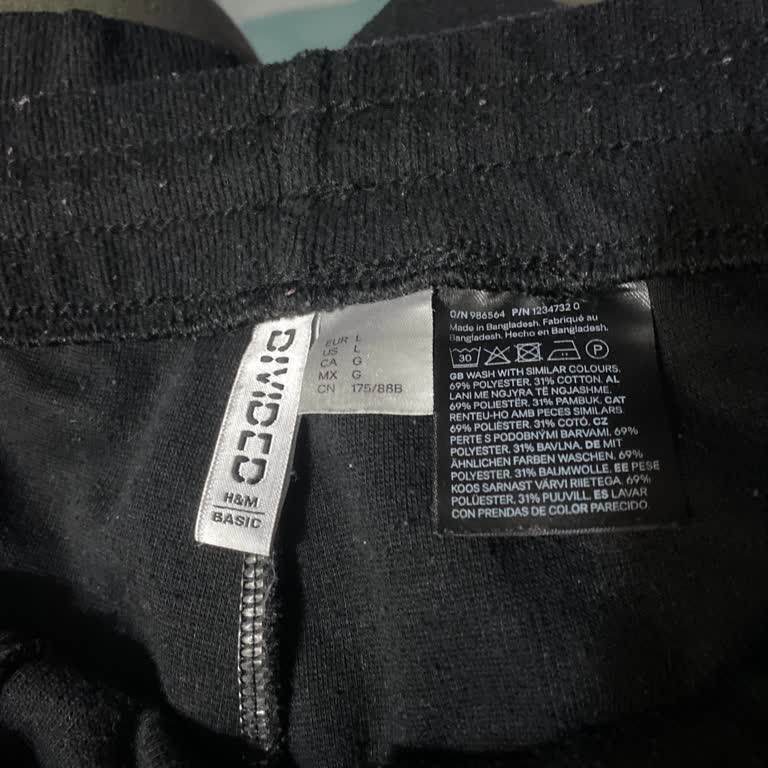 DIVIDED
H&M
BASIC
EUR L
US L
CA G
MX G
CN 175/88B
O/N 986564 P/N 1234732 0
Made in Bangladesh. Fabriqué au
Bangladesh. Hecho en Bangladesh.
30 P
GB WASH WITH SIMILAR COLOURS.
69% POLYESTER. 31% COTTON. AL
LANI ME NGJYRA TË NGJASHME.
69% POLIESTËR. 31% PAMBUK. CAT
RENTEU-HO AMB PECES SIMILARS.
69% POLIÈSTER. 31% COTÓ. CZ
PERTE S PODOBNÝMI BARVAMI. 69%
POLYESTER. 31% BAVLNA. DE MIT
ÄHNLICHEN FARBEN WASCHEN. 69%
POLYESTER. 31% BAUMWOLLE. EE PESE
KOOS SARNAST VÄRVI RIIETEGA. 69%
POLÜESTER. 31% PUUVILL. ES LAVAR
CON PRENDAS DE COLOR PARECIDO.